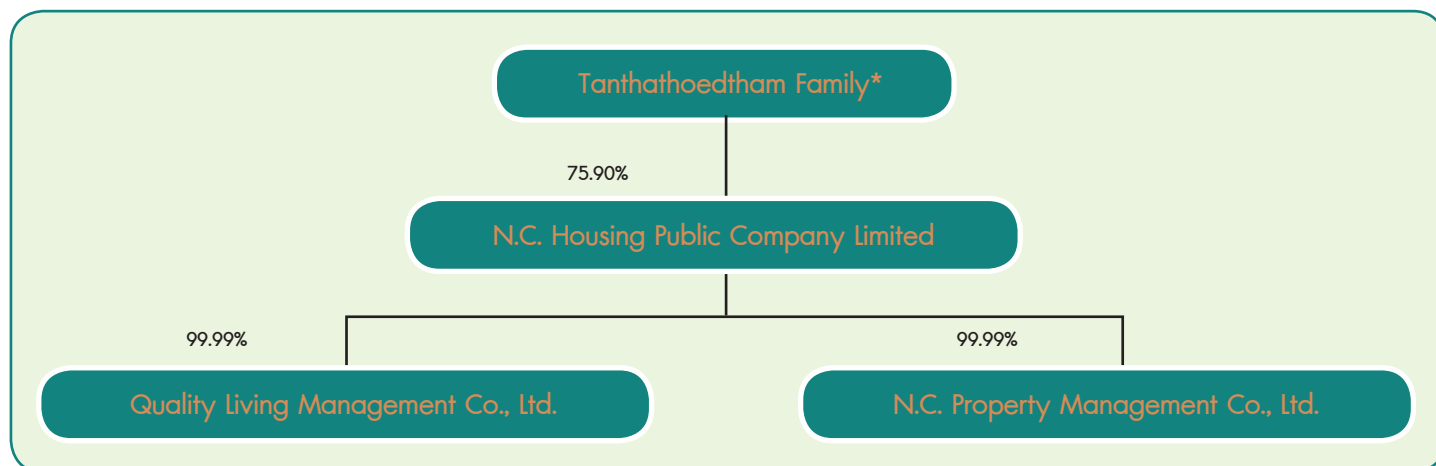 Tanthathoedtham Family*
75.90%
N.C. Housing Public Company Limited
99.99%
99.99%
Quality Living Management Co., Ltd.
N.C. Property Management Co., Ltd.